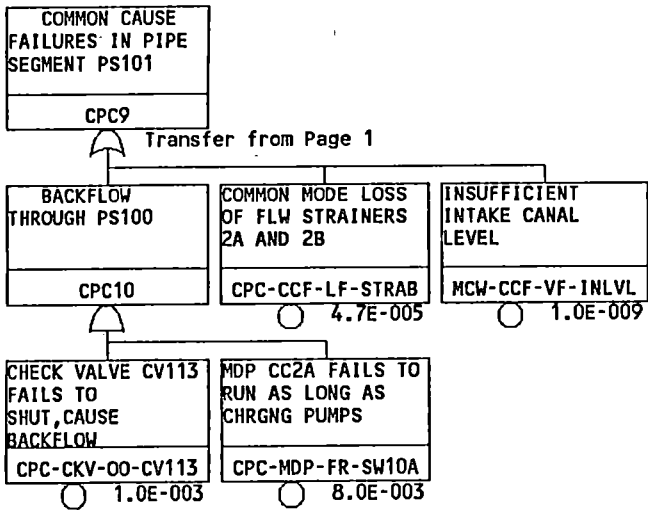 COMMON CAUSE
FAILURES IN PIPE
SEGMENT PS101
CPC9
Transfer from Page 1
BACKFLOW
THROUGH PS100
CPC10
COMMON MODE LOSS
OF FLW STRAINERS
2A AND 2B
CPC-CCF-LF-STRAB
4.7E-005
INSUFFICIENT
INTAKE CANAL
LEVEL
MCW-CCF-VF-INLVL
1.0E-009
CHECK VALVE CV113
FAILS TO
SHUT,CAUSE
BACKFLOW
CPC-CKV-OO-CV113
1.0E-003
MDP CC2A FAILS TO
RUN AS LONG AS
CHRGNG PUMPS
CPC-MDP-FR-SW10A
8.0E-003